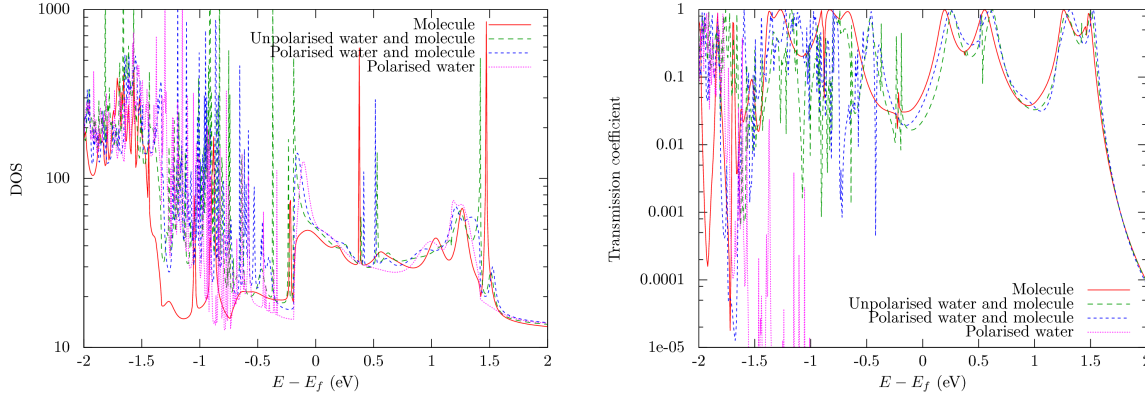 1000
100
10
DOS
Molecule
Unpolarised water and molecule
Polarised water and molecule
Polarised water
-2 -1.5 -1 -0.5 0 0.5 1 1.5 2
E − E_f (eV)
1
0.1
0.01
0.001
0.0001
1e-05
Transmission coefficient
Molecule
Unpolarised water and molecule
Polarised water and molecule
Polarised water
-2 -1.5 -1 -0.5 0 0.5 1 1.5 2
E − E_f (eV)